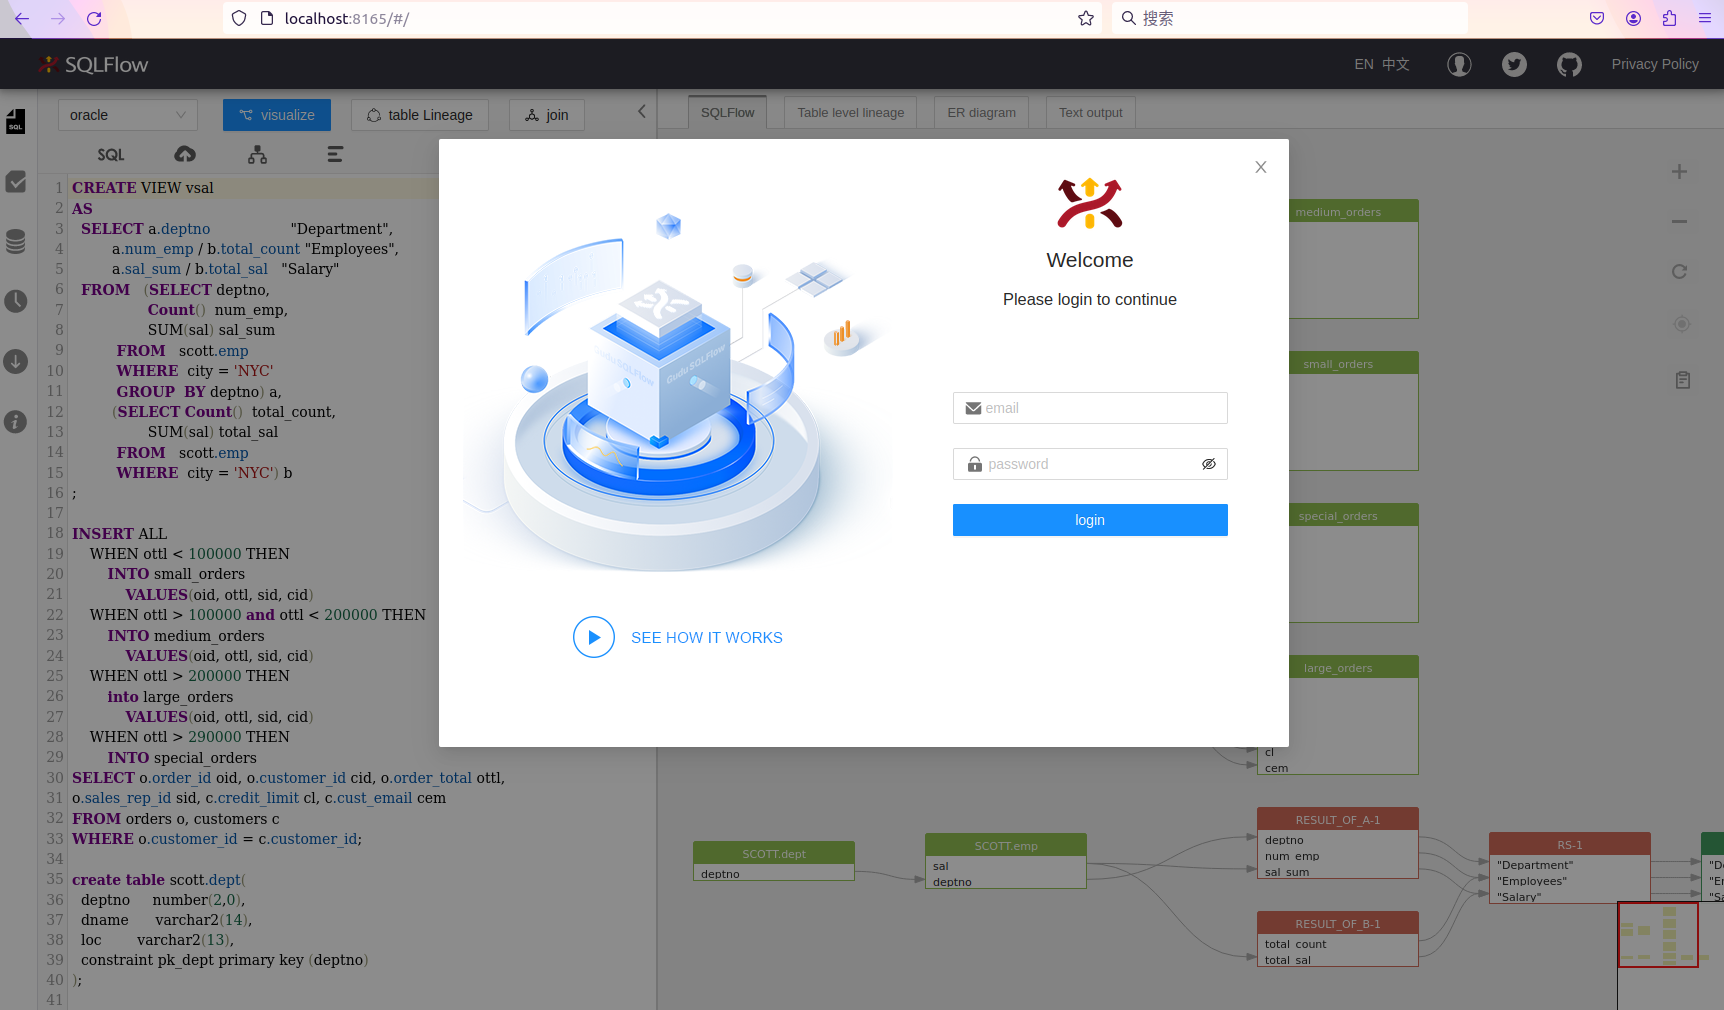 localhost:8165/#/
搜索
SQLFlow
EN 中文
Privacy Policy
oracle
visualize
table Lineage
join
SQLFlow
Table level lineage
ER diagram
Text output
SQL
SQL
1 CREATE VIEW vsal
2 AS
3 SELECT a.deptno "Department",
4 a.num_emp / b.total_count "Employees",
5 a.sal_sum / b.total_sal "Salary"
6 FROM (SELECT deptno,
7 Count() num_emp,
8 SUM(sal) sal_sum
9 FROM scott.emp
10 WHERE city = 'NYC'
11 GROUP BY deptno) a,
12 (SELECT Count() total_count,
13 SUM(sal) total_sal
14 FROM scott.emp
15 WHERE city = 'NYC') b
16 ;
17
18 INSERT ALL
19 WHEN ottl < 100000 THEN
20 INTO small_orders
21 VALUES(oid, ottl, sid, cid)
22 WHEN ottl > 100000 and ottl < 200000 THEN
23 INTO medium_orders
24 VALUES(oid, ottl, sid, cid)
25 WHEN ottl > 200000 THEN
26 into large_orders
27 VALUES(oid, ottl, sid, cid)
28 WHEN ottl > 290000 THEN
29 INTO special_orders
30 SELECT o.order_id oid, o.customer_id cid, o.order_total ottl,
31 o.sales_rep_id sid, c.credit_limit cl, c.cust_email cem
32 FROM orders o, customers c
33 WHERE o.customer_id = c.customer_id;
34
35 create table scott.dept(
36 deptno number(2,0),
37 dname varchar2(14),
38 loc varchar2(13),
39 constraint pk_dept primary key (deptno)
40 );
41
Gudu SQLFlow
SEE HOW IT WORKS
Welcome
Please login to continue
email
password
login
medium_orders
small_orders
special_orders
large_orders
cl
cem
SCOTT.dept
deptno
SCOTT.emp
sal
deptno
RESULT_OF_A-1
deptno
num_emp
sal_sum
RESULT_OF_B-1
total_count
total_sal
RS-1
"Department"
"Employees"
"Salary"